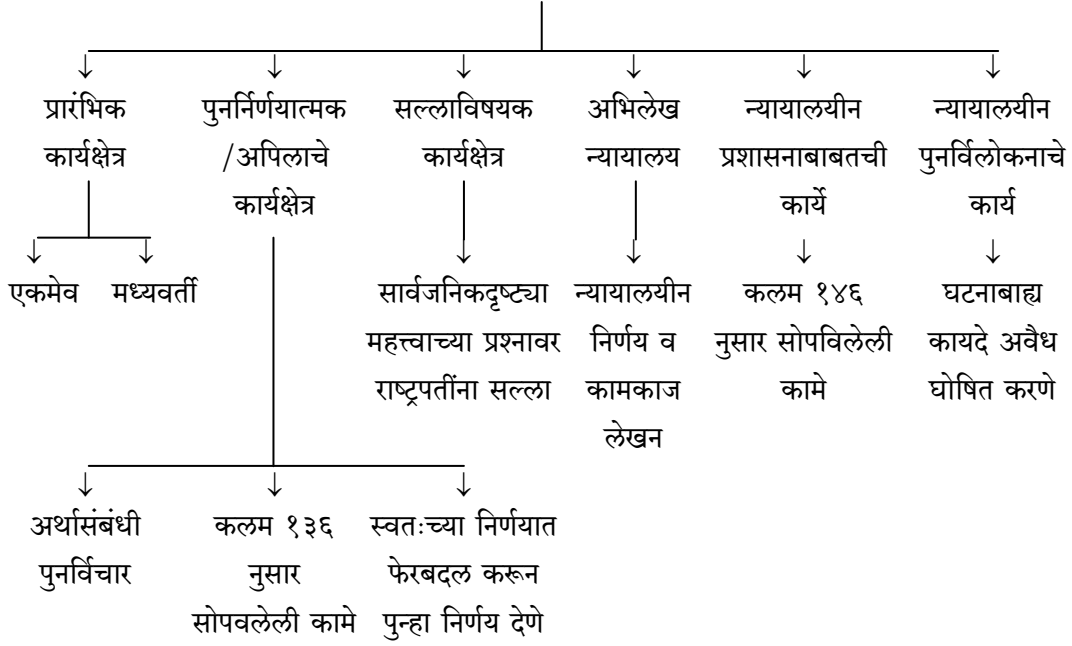 प्रारंभिक
कार्यक्षेत्र
पुनर्निर्णयात्मक
/अपिलाचे
कार्यक्षेत्र
सल्लाविषयक
कार्यक्षेत्र
अभिलेख
न्यायालय
न्यायालयीन
प्रशासनाबाबतची
कार्ये
न्यायालयीन
पुनर्विलोकनाचे
कार्य
एकमेव
मध्यवर्ती
सार्वजनिकदृष्ट्या
महत्त्वाच्या प्रश्नावर
राष्ट्रपतींना सल्ला
न्यायालयीन
निर्णय व
कामकाज
लेखन
कलम १४६
नुसार सोपविलेली
कामे
घटनाबाह्य
कायदे अवैध
घोषित करणे
अर्थासंबंधी
पुनर्विचार
कलम १३६
नुसार
सोपवलेली कामे
स्वतःच्या निर्णयात
फेरबदल करून
पुन्हा निर्णय देणे